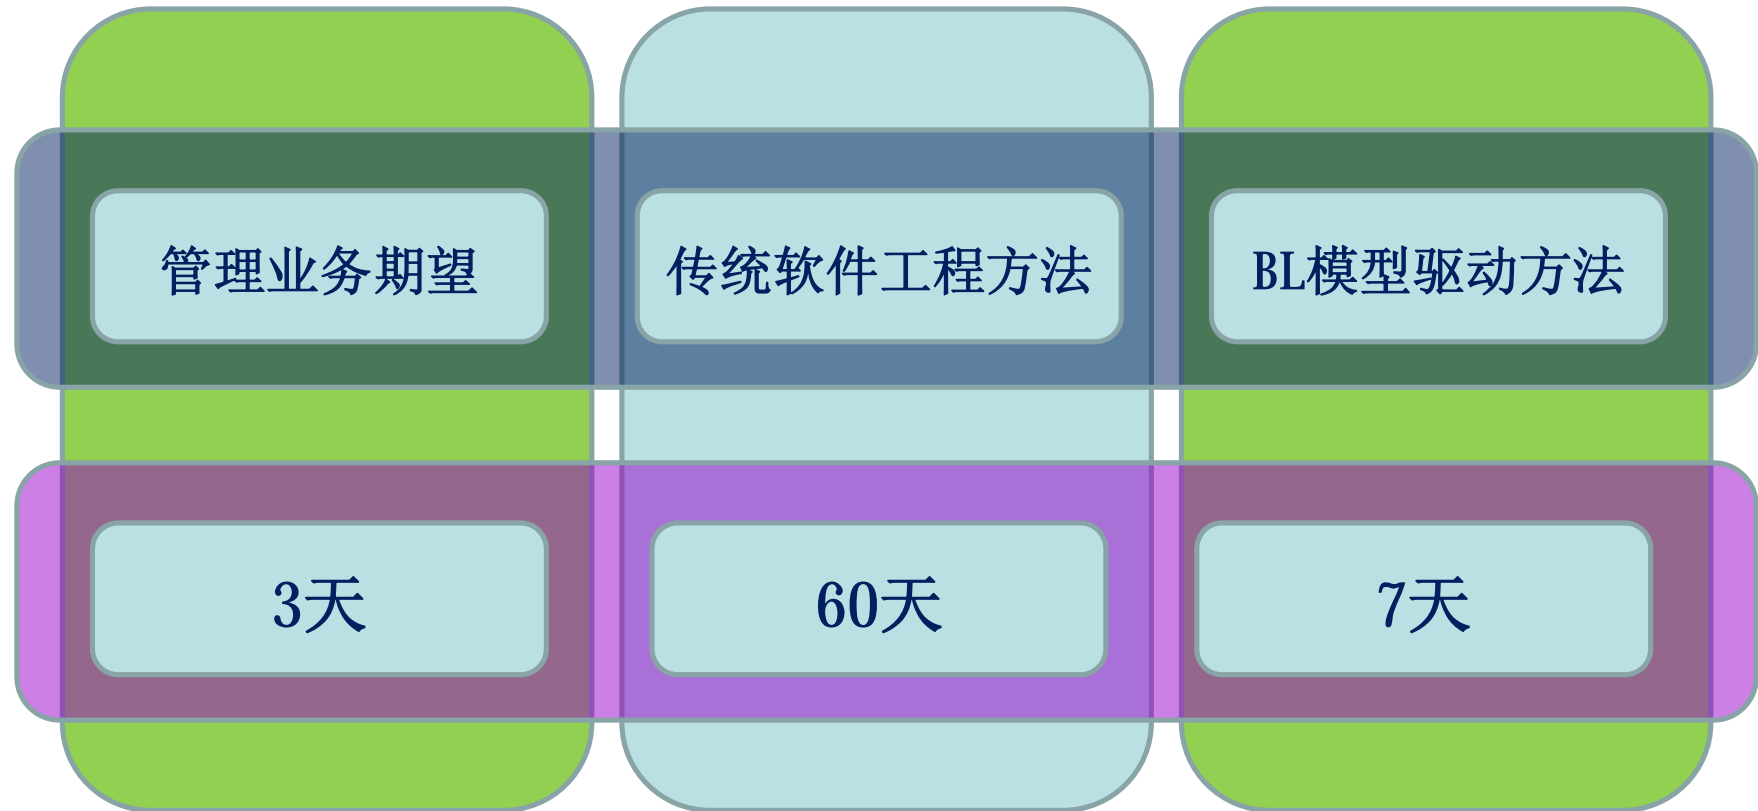 管理业务期望
传统软件工程方法
BL模型驱动方法
3天
60天
7天